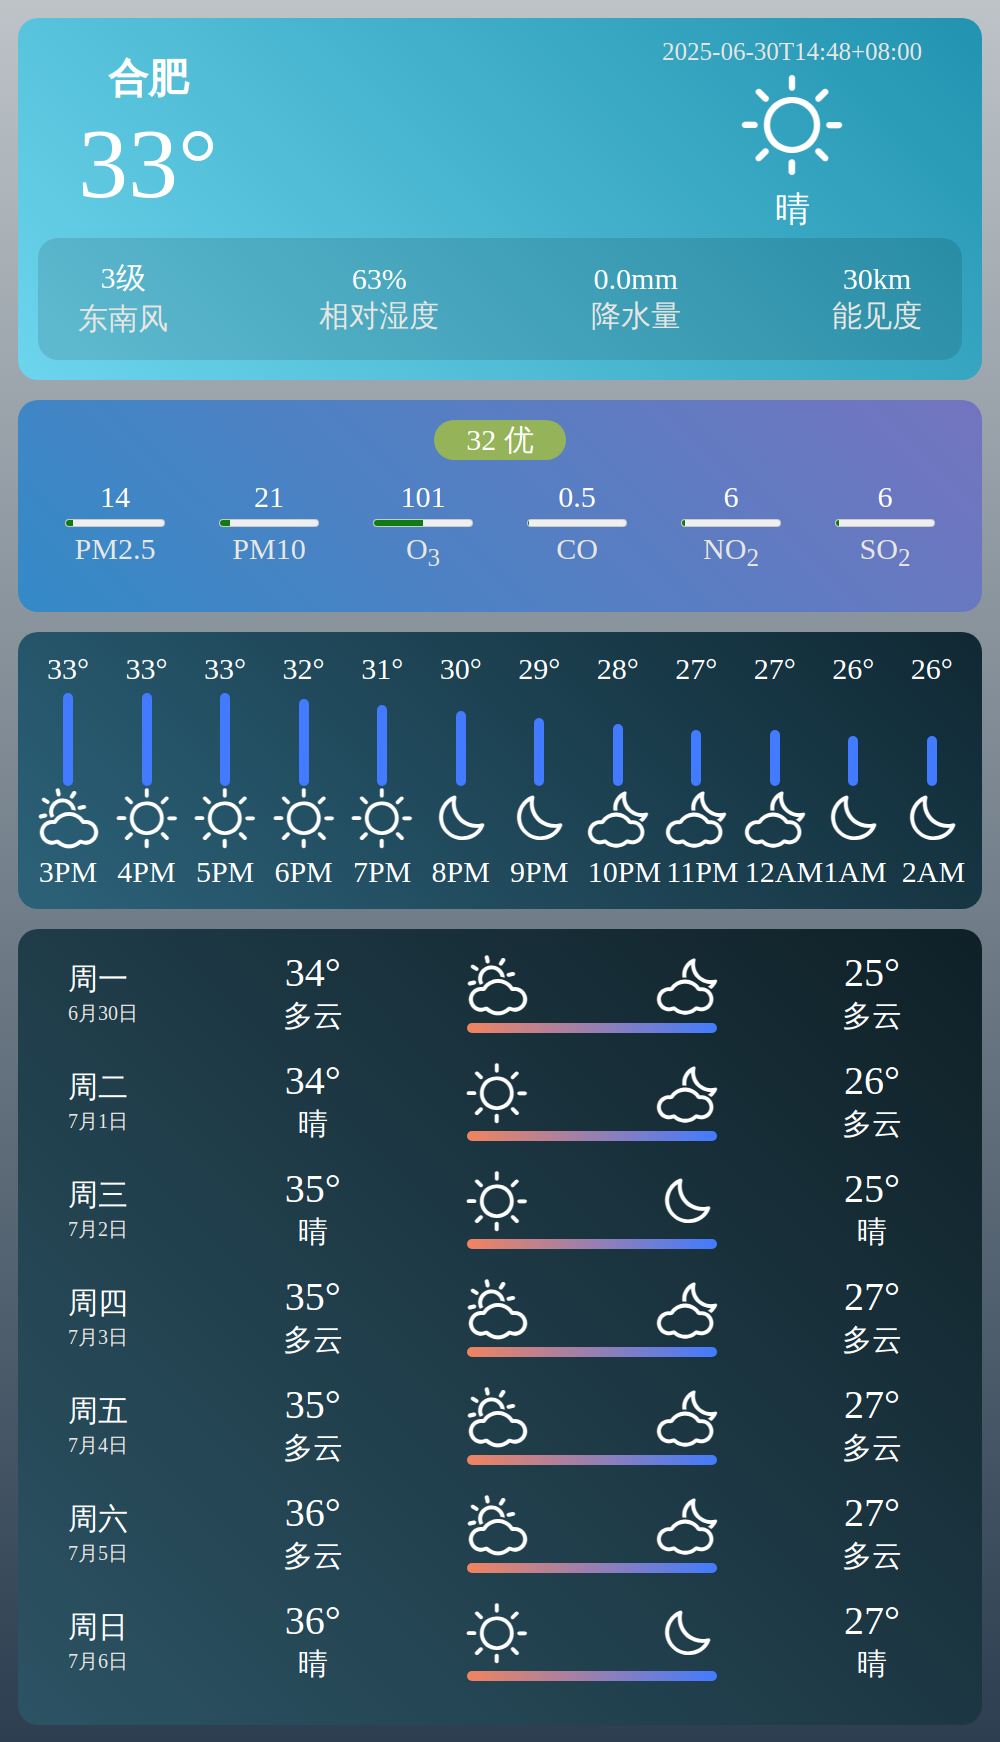 合肥
33°
2025-06-30T14:48+08:00
晴
3级 63% 0.0mm 30km
东南风 相对湿度 降水量 能见度
32 优
14 21 101 0.5 6 6
PM2.5 PM10 O3 CO NO2 SO2
33° 33° 33° 32° 31° 30° 29° 28° 27° 27° 26° 26°
3PM 4PM 5PM 6PM 7PM 8PM 9PM 10PM 11PM 12AM 1AM 2AM
周一 34° 25°
6月30日 多云 多云
周二 34° 26°
7月1日 晴 多云
周三 35° 25°
7月2日 晴 晴
周四 35° 27°
7月3日 多云 多云
周五 35° 27°
7月4日 多云 多云
周六 36° 27°
7月5日 多云 多云
周日 36° 27°
7月6日 晴 晴